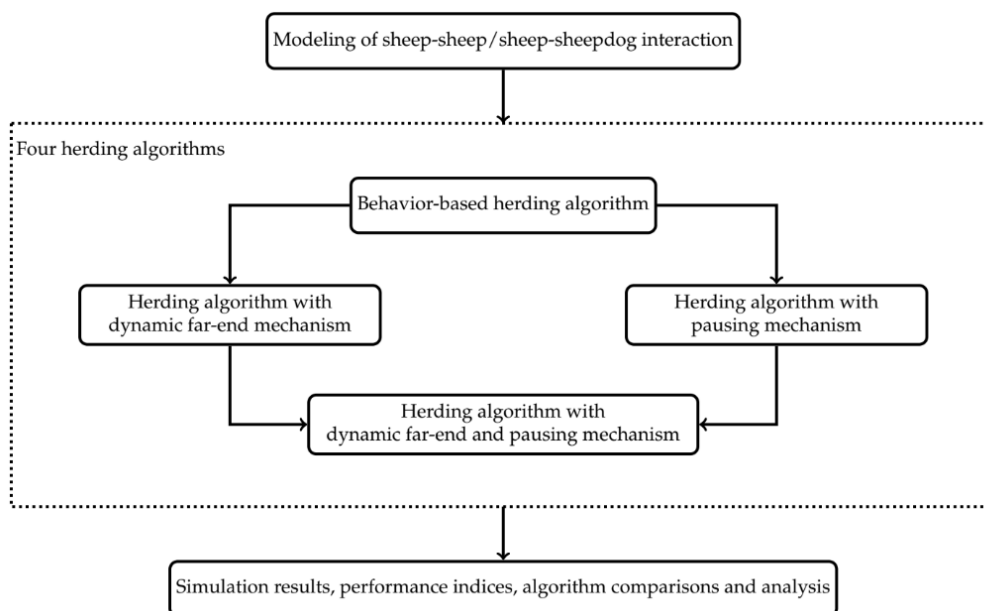 Modeling of sheep-sheep/sheep-sheepdog interaction
Four herding algorithms
Behavior-based herding algorithm
Herding algorithm with
dynamic far-end mechanism
Herding algorithm with
pausing mechanism
Herding algorithm with
dynamic far-end and pausing mechanism
Simulation results, performance indices, algorithm comparisons and analysis